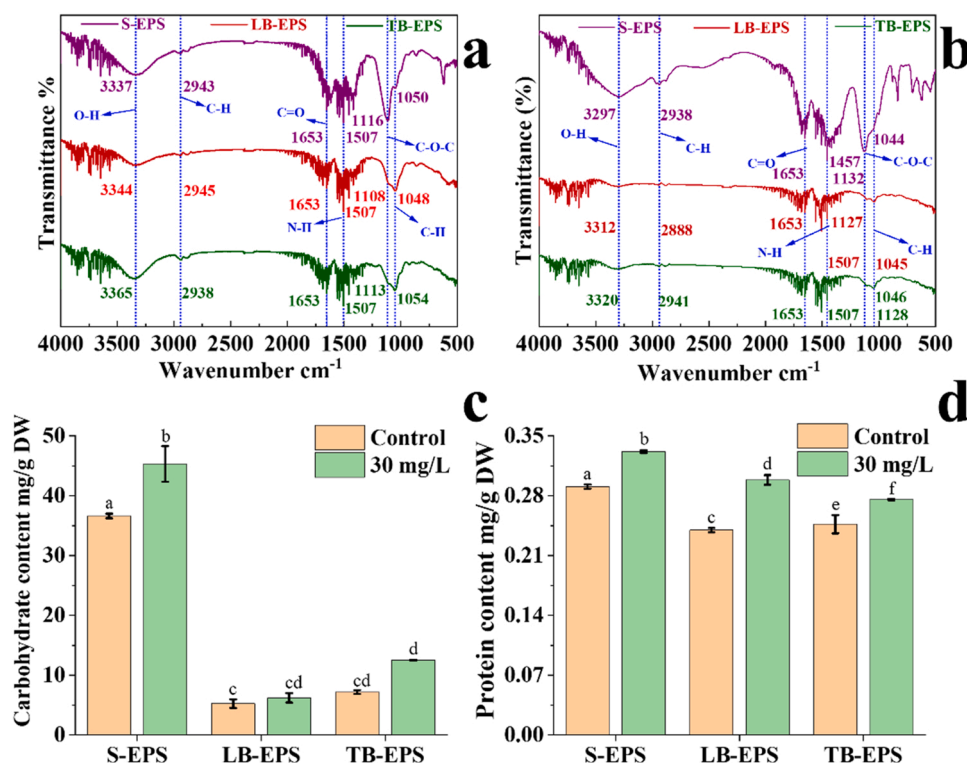 S-EPS LB-EPS TB-EPS
a
3337 2943 1050
O-H C-H C=O 1116
1653 1507 C-O-C
3344 2945 1653 1108 1048
N-H 1507 C-H
3365 2938 1653 1113 1054
1507
4000 3500 3000 2500 2000 1500 1000 500
Wavenumber cm-1
Transmittance %
S-EPS LB-EPS TB-EPS
b
3297 2938 1044
O-H C-H C=O 1457 C-O-C
1653 1132
3312 2888 1653 1127
N-H 1507 1045 C-H
3320 2941 1653 1507 1046
1128
4000 3500 3000 2500 2000 1500 1000 500
Wavenumber cm-1
Transmittance (%)
c
Control
30 mg/L
Carbohydrate content mg/g DW
50
40
30
20
10
0
a b c cd cd d
S-EPS LB-EPS TB-EPS
d
Control
30 mg/L
Protein content mg/g DW
0.35
0.28
0.21
0.14
0.07
0.00
a b c d e f
S-EPS LB-EPS TB-EPS